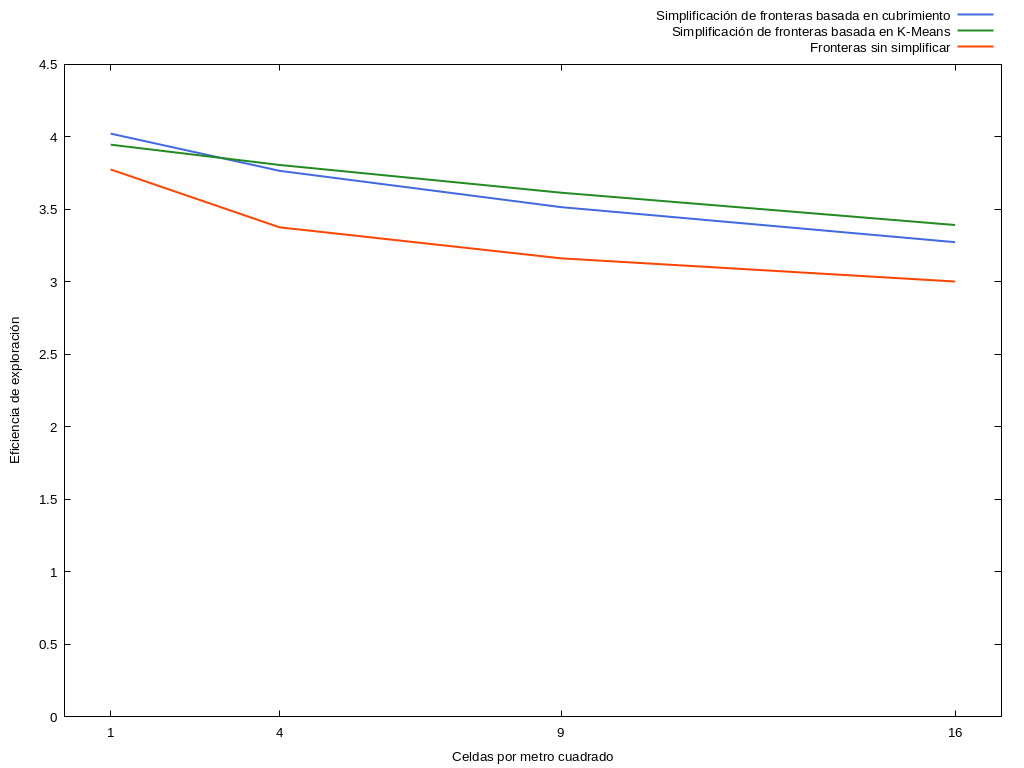 Simplificación de fronteras basada en cubrimiento
Simplificación de fronteras basada en K-Means
Fronteras sin simplificar
4.5
4
3.5
3
2.5
2
1.5
1
0.5
0
Eficiencia de exploración
1 4 9 16
Celdas por metro cuadrado